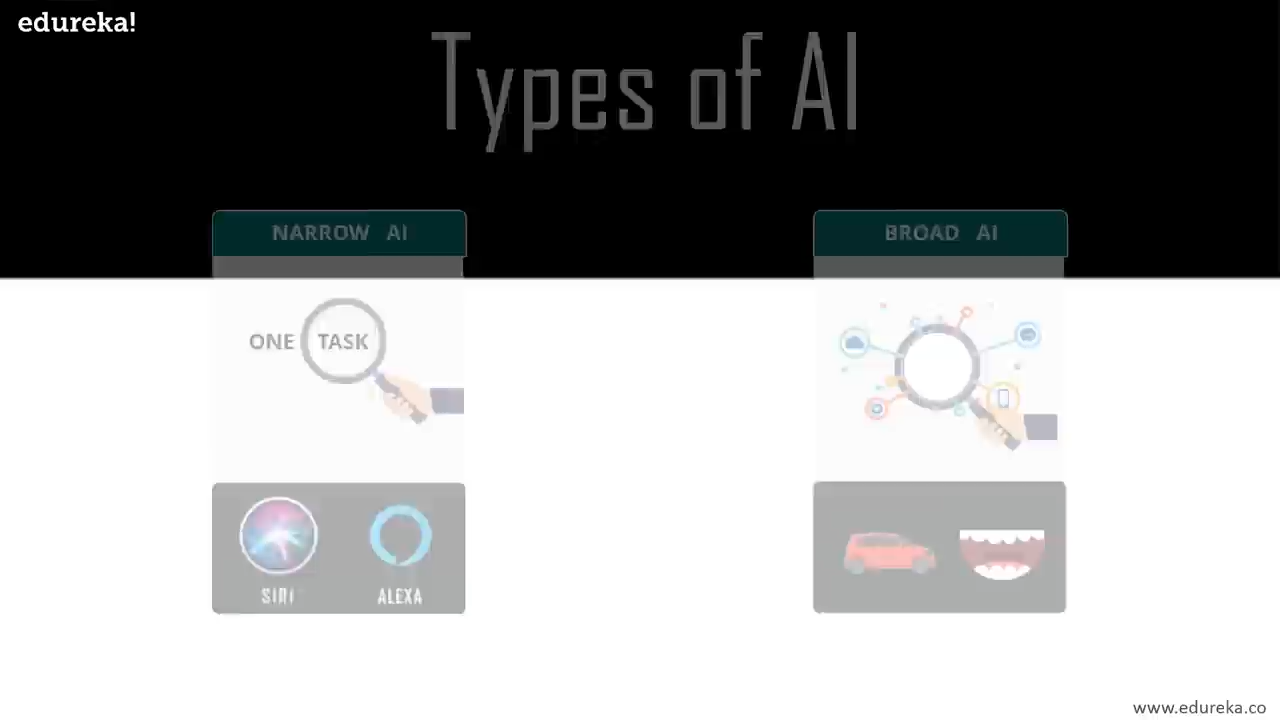 edureka!
Types of AI
NARROW AI
BROAD AI
ONE TASK
SIRI
ALEXA
www.edureka.co